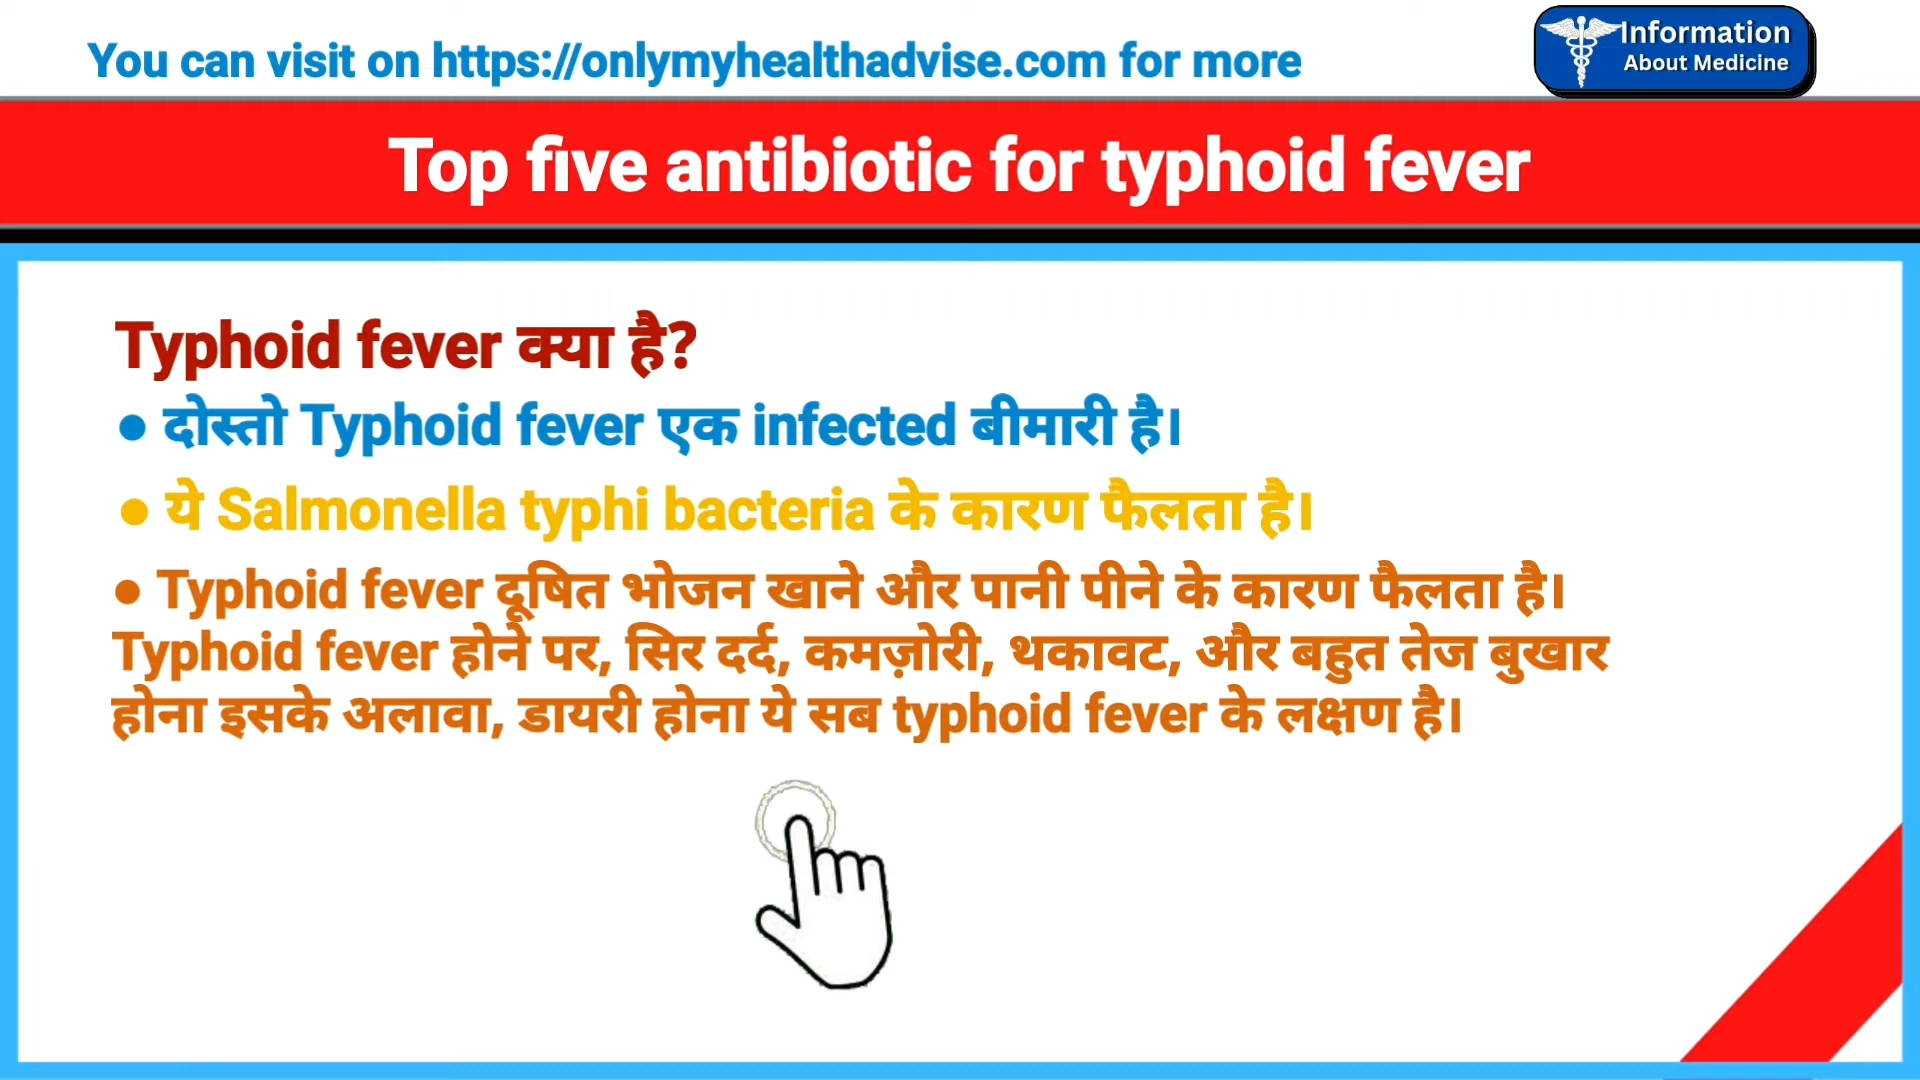 You can visit on https://onlymyhealthadvise.com for more
Information
About Medicine
Top five antibiotic for typhoid fever
Typhoid fever क्या है?
● दोस्तो Typhoid fever एक infected बीमारी है।
● ये Salmonella typhi bacteria के कारण फैलता है।
● Typhoid fever दूषित भोजन खाने और पानी पीने के कारण फैलता है।
Typhoid fever होने पर, सिर दर्द, कमज़ोरी, थकावट, और बहुत तेज बुखार
होना इसके अलावा, डायरी होना ये सब typhoid fever के लक्षण है।